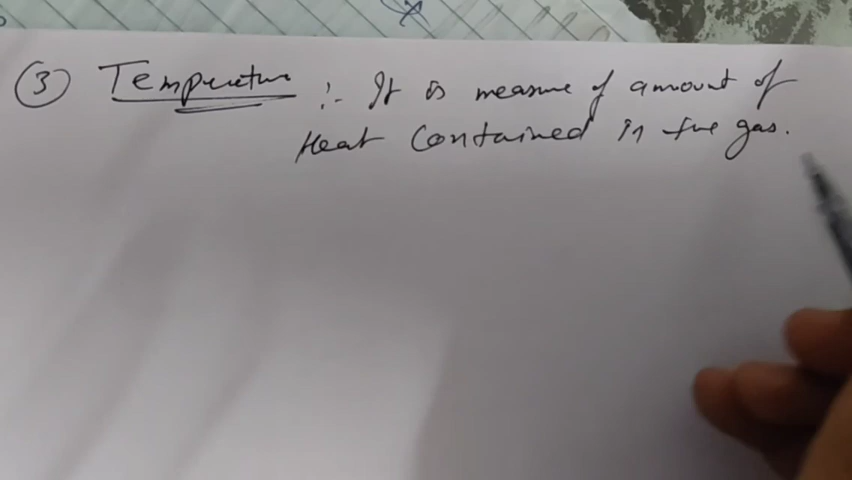 ③ Temperature :- It is measure of amount of
Heat Contained in the gas.